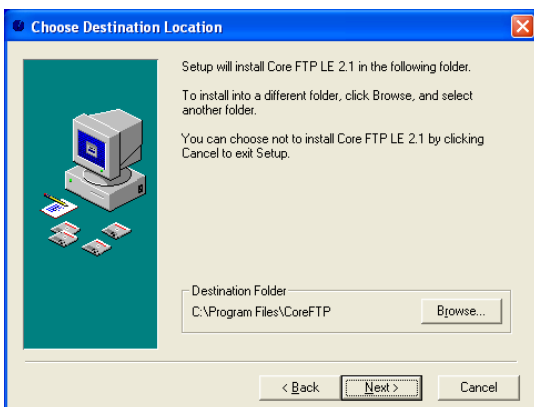 Choose Destination Location
Setup will install Core FTP LE 2.1 in the following folder.
To install into a different folder, click Browse, and select
another folder.
You can choose not to install Core FTP LE 2.1 by clicking
Cancel to exit Setup.
Destination Folder
C:\Program Files\CoreFTP
Browse...
< Back
Next >
Cancel